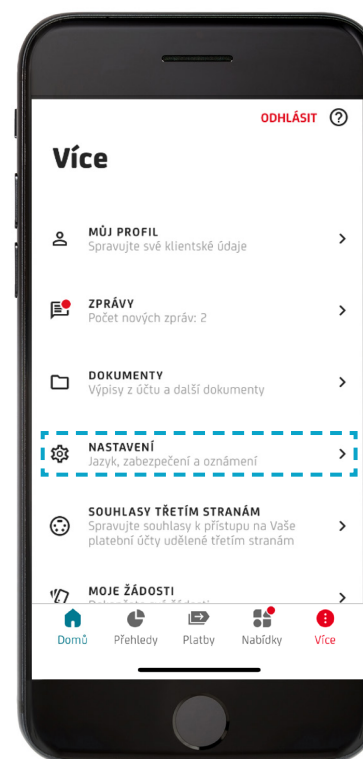 ODHLÁSIT
Více
MŮJ PROFIL
Spravujte své klientské údaje
ZPRÁVY
Počet nových zpráv: 2
DOKUMENTY
Výpisy z účtu a další dokumenty
NASTAVENÍ
Jazyk, zabezpečení a oznámení
SOUHLASY TŘETÍM STRANÁM
Spravujte souhlasy k přístupu na Vaše
platební účty udělené třetím stranám
MOJE ŽÁDOSTI
Domů Přehledy Platby Nabídky Více